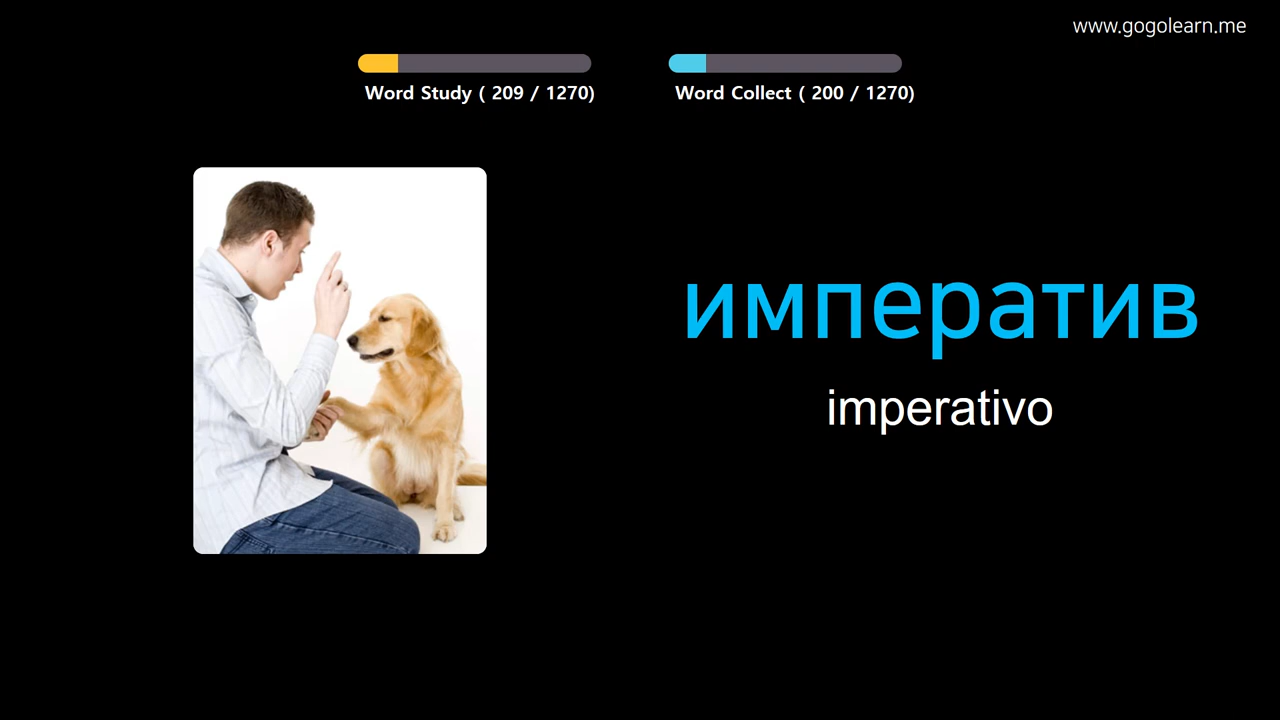 www.gogolearn.me
Word Study ( 209 / 1270)
Word Collect ( 200 / 1270)
императив
imperativo